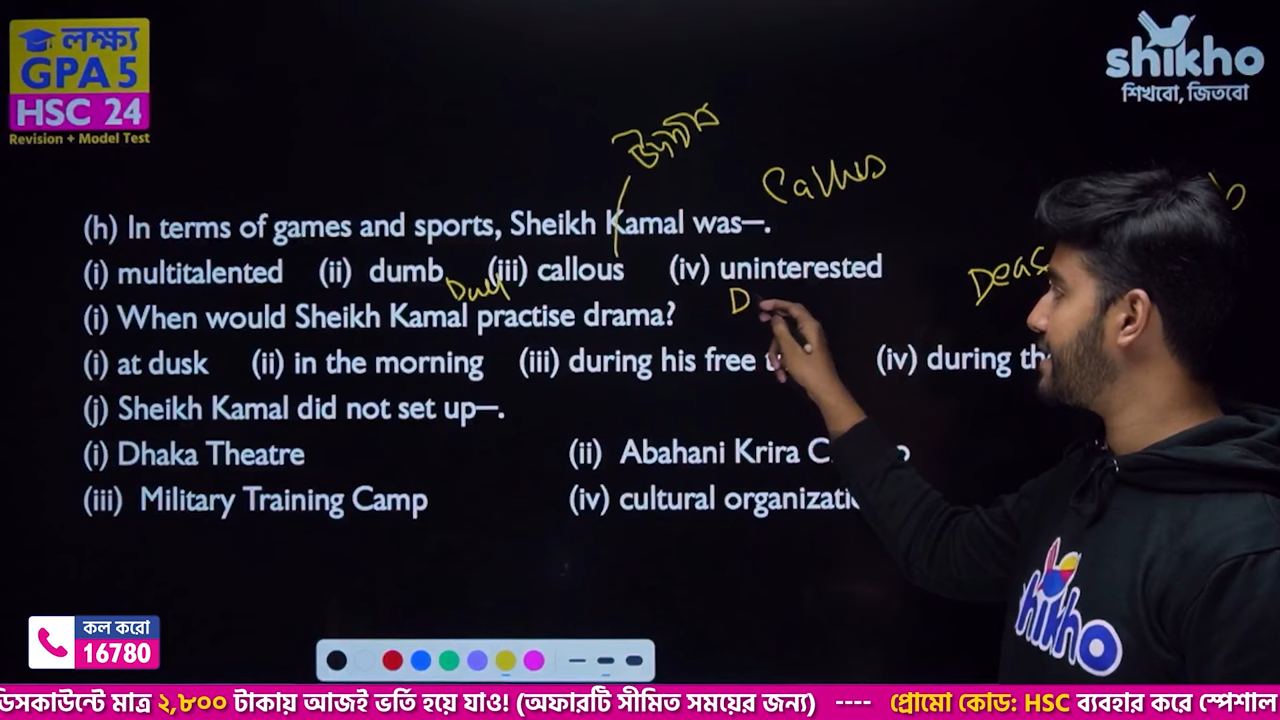 লক্ষ্য
GPA 5
HSC 24
Revision + Model Test
shikho
শিখবো, জিতবো
উদাসীন
Callus
(h) In terms of games and sports, Sheikh Kamal was—.
(i) multitalented (ii) dumb (iii) callous (iv) uninterested
Dull
D
(i) When would Sheikh Kamal practise drama?
(i) at dusk (ii) in the morning (iii) during his free (iv) during
(j) Sheikh Kamal did not set up—.
(i) Dhaka Theatre (ii) Abahani Krira
(iii) Military Training Camp (iv) cultural
shikho
কল করো
16780
ডিসকাউন্টে মাত্র ২,৮০০ টাকায় আজই ভর্তি হয়ে যাও! (অফারটি সীমিত সময়ের জন্য) ---- প্রোমো কোড: HSC ব্যবহার করে স্পেশাল